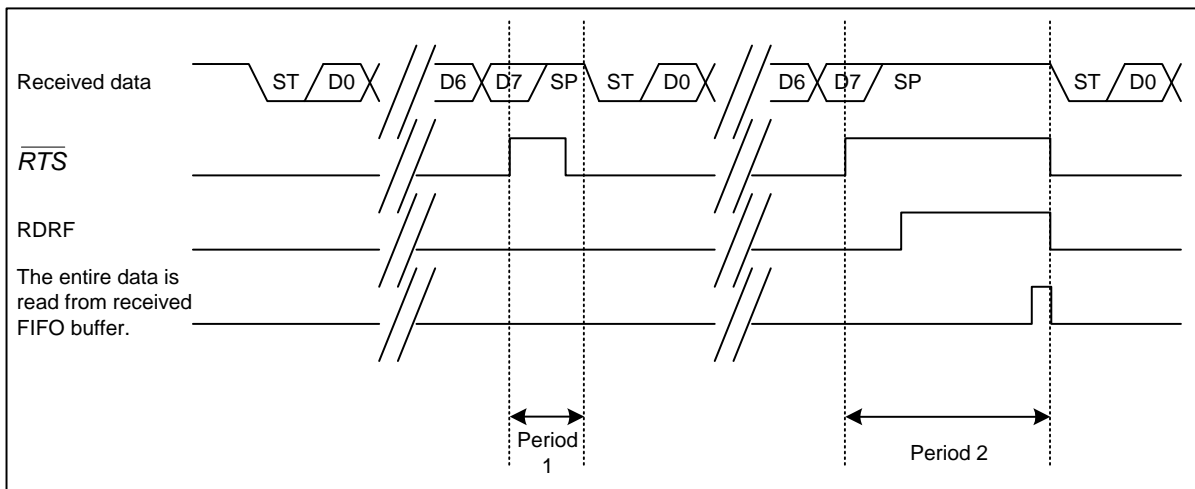 Received data
ST D0 D6 D7 SP ST D0 D6 D7 SP ST D0
RTS
RDRF
The entire data is
read from received
FIFO buffer.
Period
1
Period 2